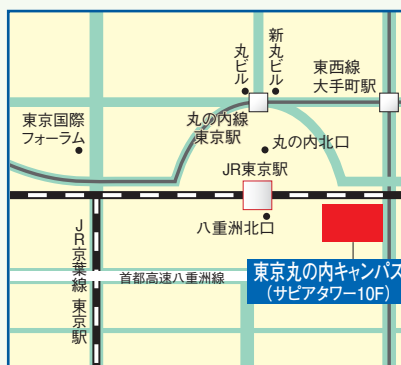 丸ビル
新丸ビル
東西線
大手町駅
東京国際
フォーラム
丸の内線
東京駅
丸の内北口
JR東京駅
八重洲北口
JR京葉線 東京駅
首都高速八重洲線
東京丸の内キャンパス
(サピアタワー10F)